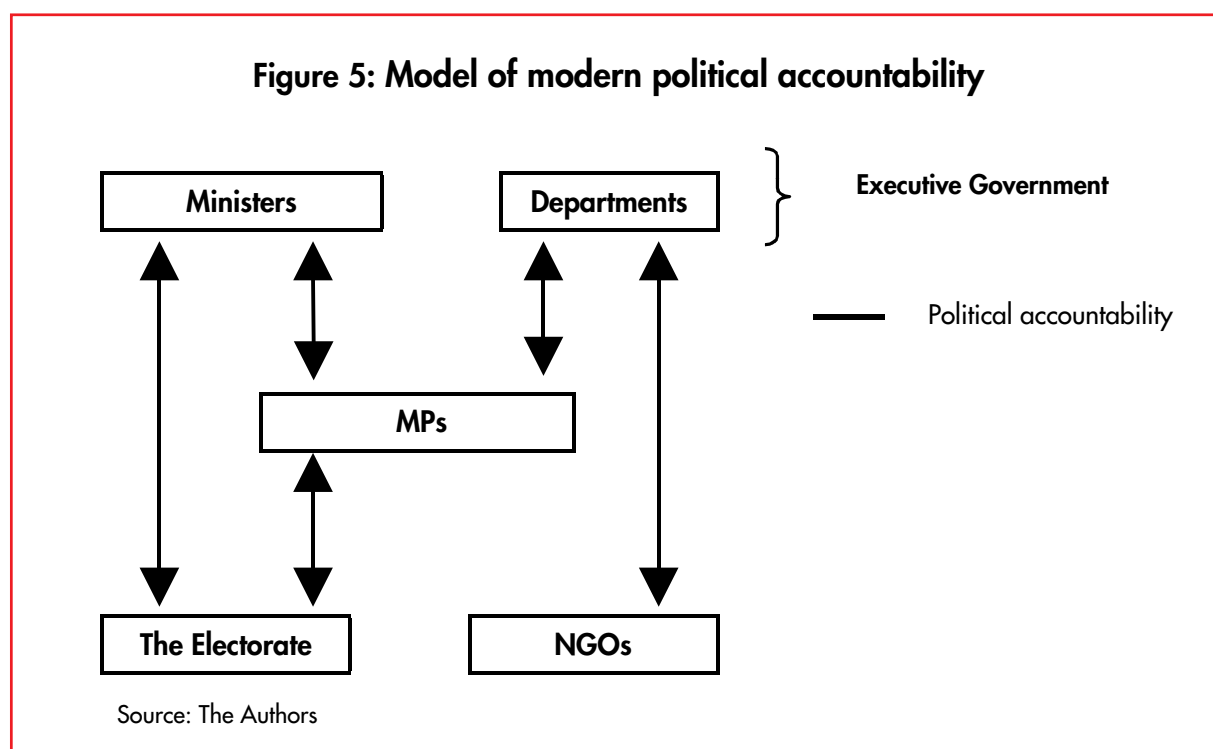 Figure 5: Model of modern political accountability
Ministers
Departments
Executive Government
Political accountability
MPs
The Electorate
NGOs
Source: The Authors